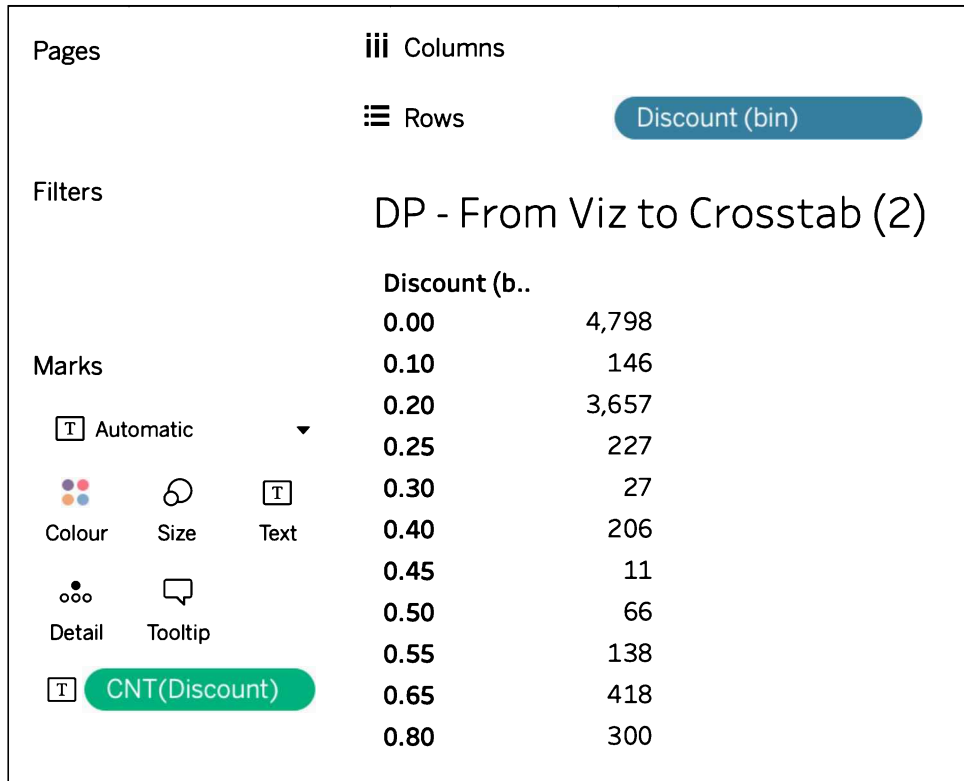 Pages
Columns
Rows
Discount (bin)
Filters
DP - From Viz to Crosstab (2)
Discount (b..
0.00 4,798
0.10 146
0.20 3,657
0.25 227
0.30 27
0.40 206
0.45 11
0.50 66
0.55 138
0.65 418
0.80 300
Marks
T Automatic
T
Colour Size Text
Detail Tooltip
T CNT(Discount)